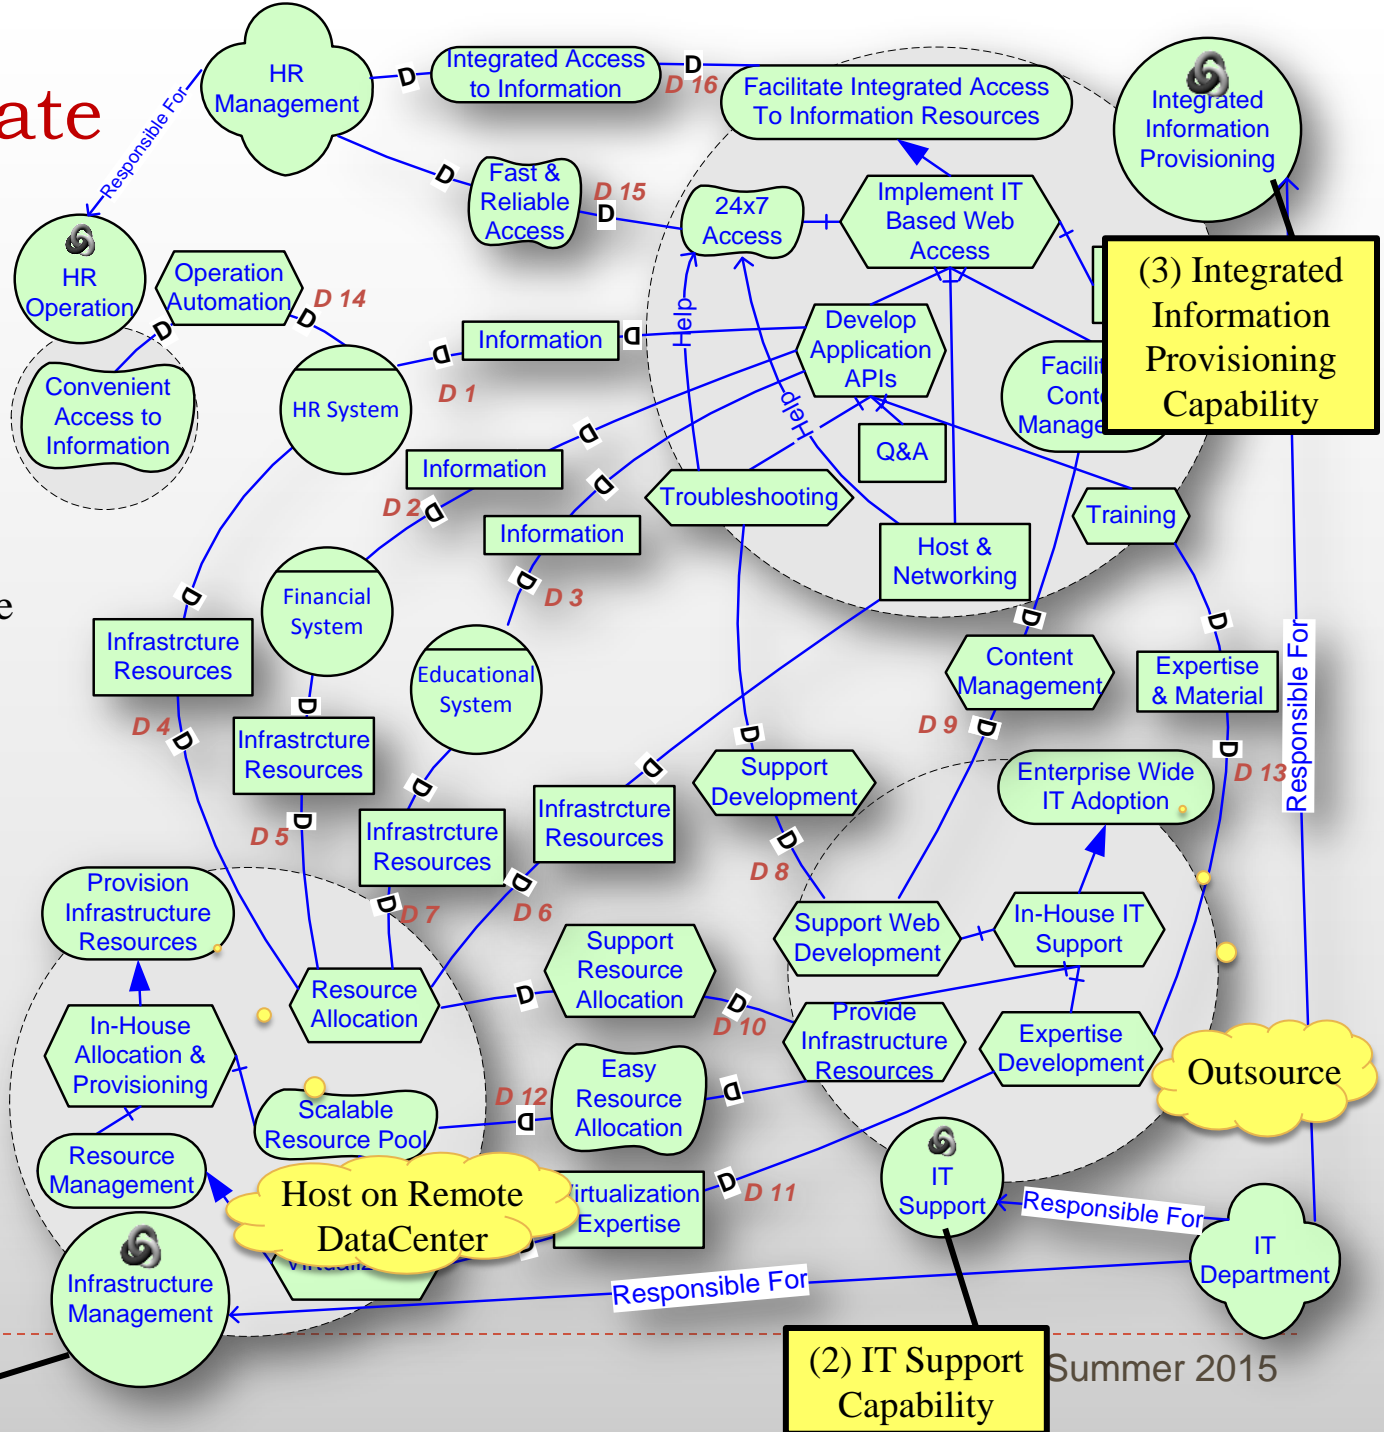 ate
HR
Management
D
Integrated Access
to Information
D
D 16
Facilitate Integrated Access
To Information Resources
Integrated
Information
Provisioning
Responsible For
D
Fast &
Reliable
Access
D 15
D
24x7
Access
Implement IT
Based Web
Access
HR
Operation
Operation
Automation
D 14
D
D
Convenient
Access to
Information
HR System
D
D 1
Information
D
Help
Help
Develop
Application
APIs
(3) Integrated
Information
Provisioning
Capability
Q&A
Training
Information
D
D 2
D
Information
D
D
D 3
Troubleshooting
Host &
Networking
e
D
Infrastrcture
Resources
D 4
D
Financial
System
D
Infrastrcture
Resources
D 5
D
Educational
System
D
Infrastrcture
Resources
D
D 7
D
Infrastrcture
Resources
D
D 6
D
Support
Development
D
D 8
D
Content
Management
D 9
D
D
Expertise
& Material
D
D 13
Responsible For
Enterprise Wide
IT Adoption
Provision
Infrastructure
Resources
Resource
Allocation
In-House
Allocation &
Provisioning
Support
Resource
Allocation
D
D
D 10
Support Web
Development
In-House IT
Support
Provide
Infrastructure
Resources
Expertise
Development
Outsource
Scalable
Resource Pool
D 12
D
Easy
Resource
Allocation
D
Resource
Management
Host on Remote
DataCenter
irtualization
Expertise
D
D 11
D
IT
Support
Responsible For
IT
Department
Infrastructure
Management
Responsible For
(2) IT Support
Capability
Summer 2015